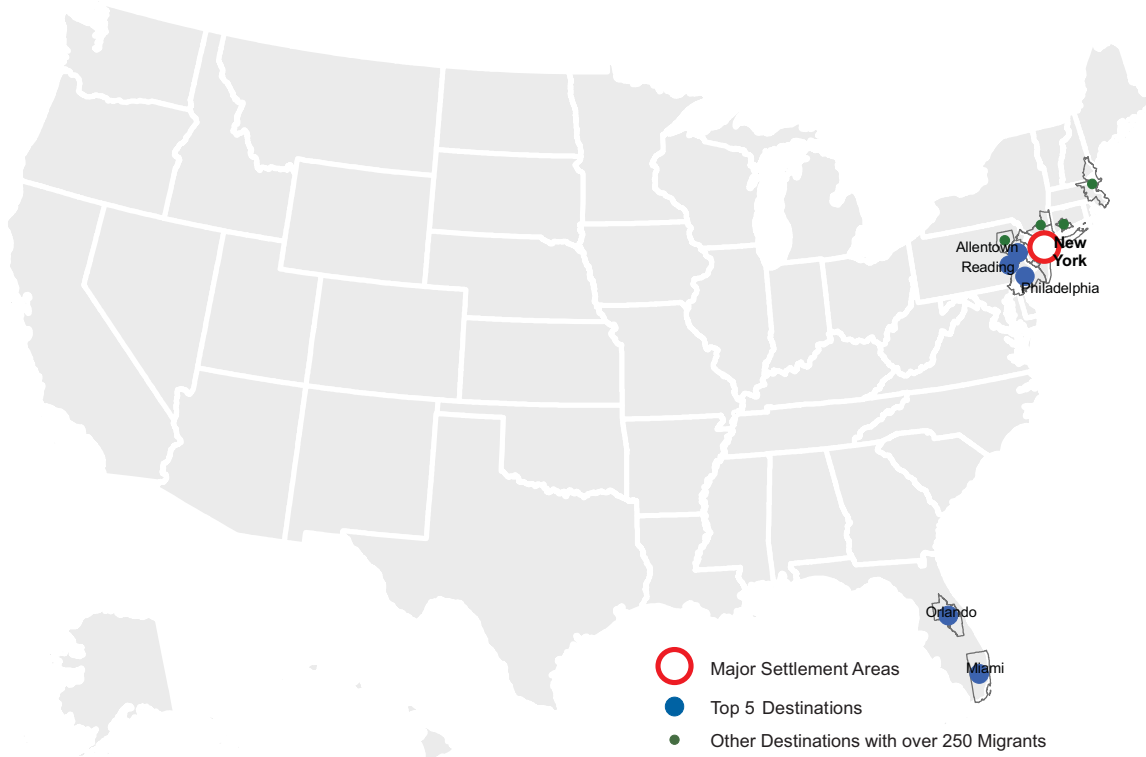 Allentown
New
York
Reading
Philadelphia
Orlando
Miami
Major Settlement Areas
Top 5 Destinations
Other Destinations with over 250 Migrants